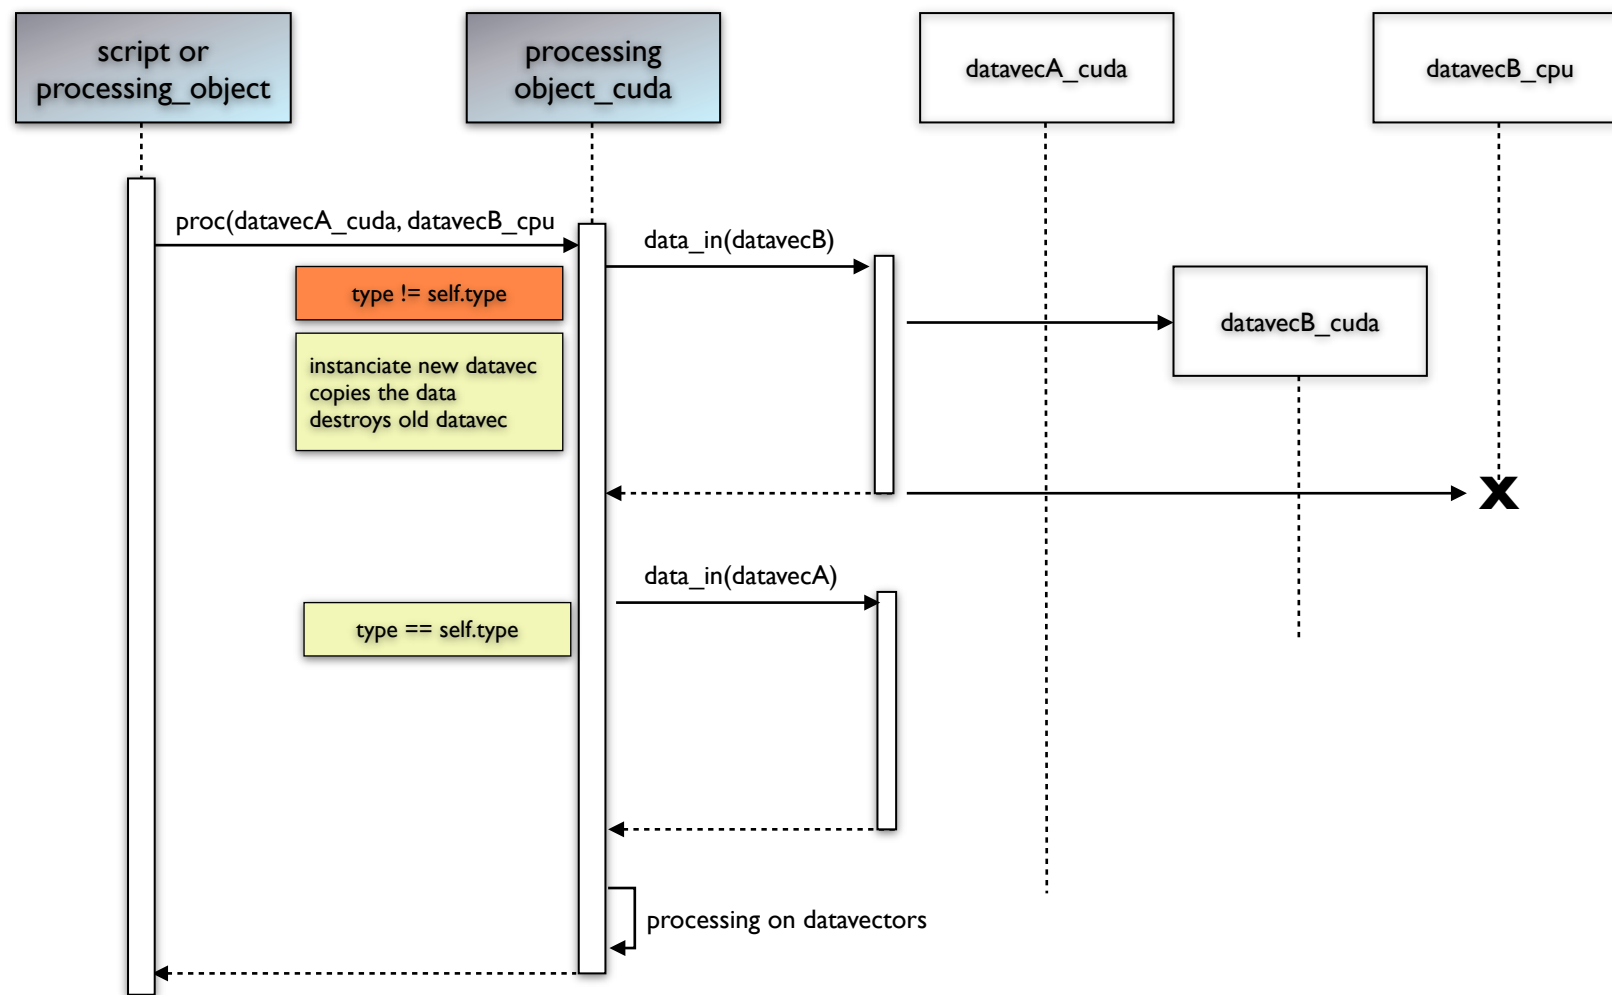 script or
processing_object
processing
object_cuda
datavecA_cuda
datavecB_cpu
proc(datavecA_cuda, datavecB_cpu
data_in(datavecB)
type != self.type
datavecB_cuda
instanciate new datavec
copies the data
destroys old datavec
X
data_in(datavecA)
type == self.type
processing on datavectors